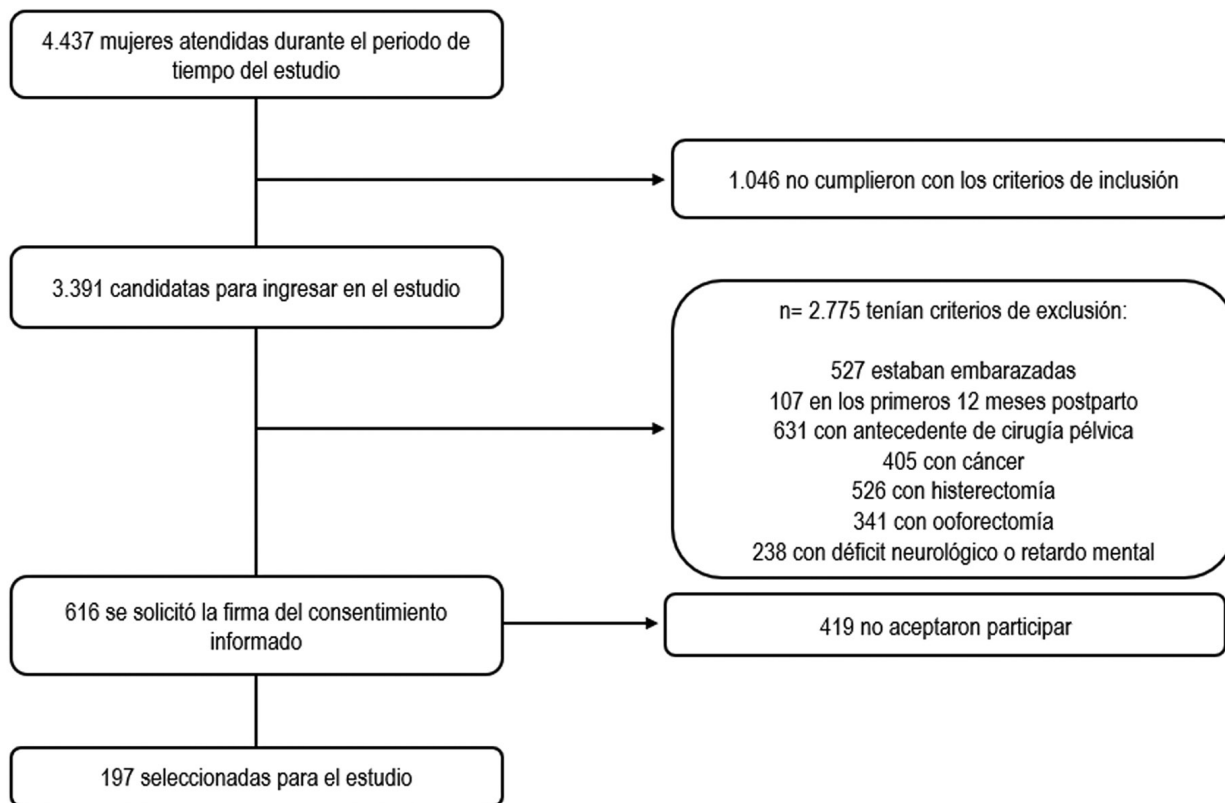 4.437 mujeres atendidas durante el periodo de
tiempo del estudio
1.046 no cumplieron con los criterios de inclusión
3.391 candidatas para ingresar en el estudio
n= 2.775 tenían criterios de exclusión:
527 estaban embarazadas
107 en los primeros 12 meses postparto
631 con antecedente de cirugía pélvica
405 con cáncer
526 con histerectomía
341 con ooforectomía
238 con déficit neurológico o retardo mental
616 se solicitó la firma del consentimiento
informado
419 no aceptaron participar
197 seleccionadas para el estudio